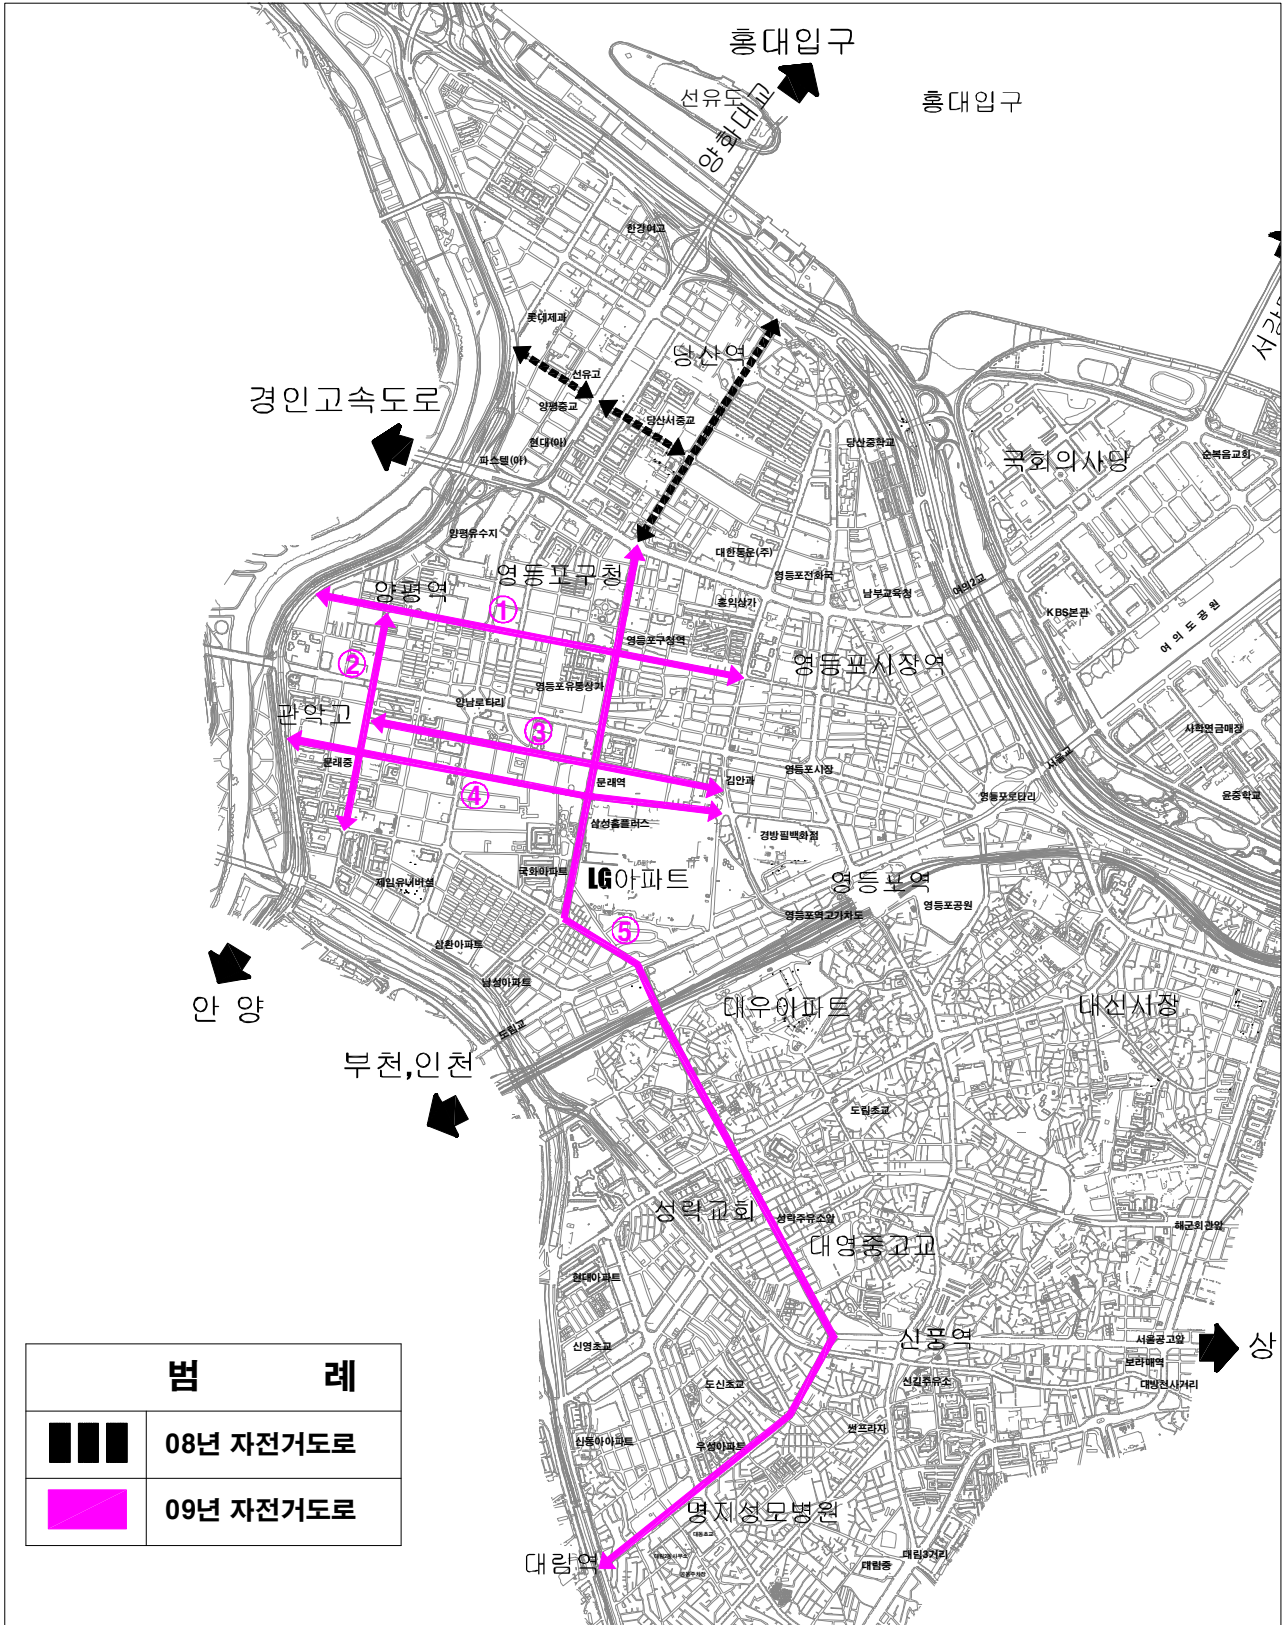 홍대입구
선유도
양화대교
홍대입구
한강여교
롯데제과
당산역
선유고
양평중교
당산서중교
경인고속도로
현대(아)
파스텔(아)
당산중학교
국회의사당
순복음교회
양평유수지
대한통운(주)
영등포구청
영등포전화국
양평역
홍익상가
남부교육청
여의2교
KBS본관
여의도공원
①
영등포구청역
영등포시장역
②
영등포유통상가
양남로타리
관악고
③
사학연금매장
서울교
문래중
영등포시장
김안과
문래역
④
영등포로타리
윤중학교
삼성홈플러스
경방필백화점
국화아파트
LG아파트
영등포역
제일유니버셜
영등포공원
영등포역고가차도
⑤
삼환아파트
남성아파트
안 양
대우아파트
대신시장
도림교
부천,인천
도림초교
성락교회
성락주유소앞
해군회관앞
대영중고교
현대아파트
신풍역
서울공고앞
상
신영초교
보라매역
대방천사거리
도신초교
신길주유소
범 례
08년 자전거도로
09년 자전거도로
썬프라자
신동아아파트
우성아파트
명지성모병원
대동초교
대림역
대림3거리
대림중